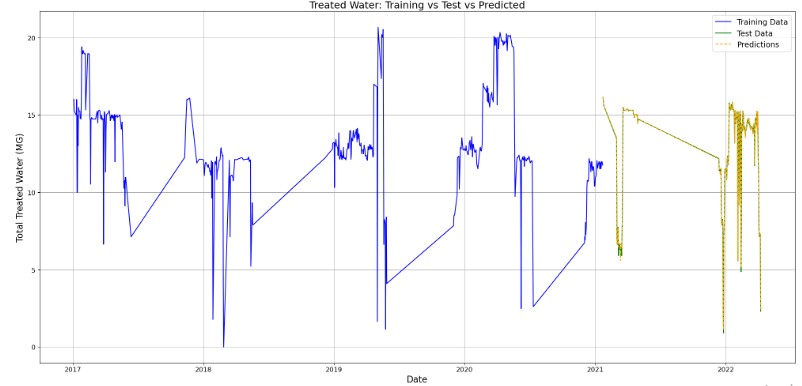 Treated Water: Training vs Test vs Predicted
Training Data
Test Data
Predictions
Total Treated Water (MG)
20
15
10
5
0
2017
2018
2019
2020
2021
2022
Date